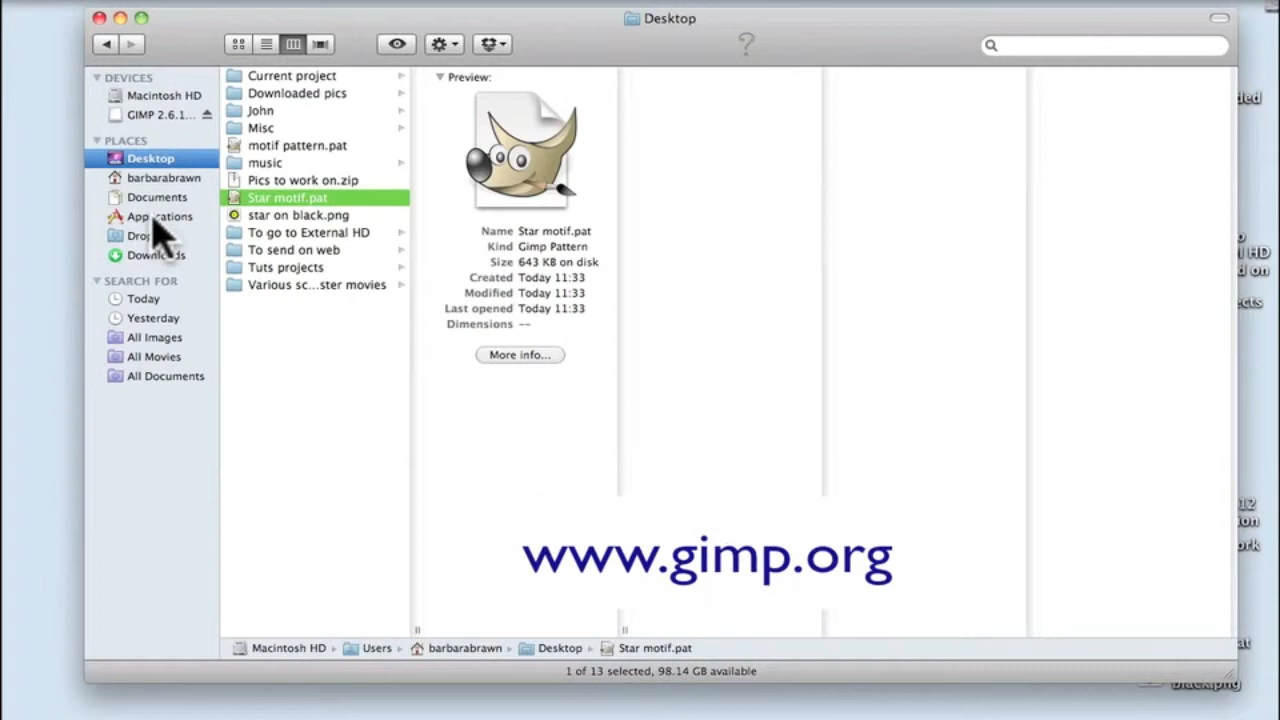 Desktop
DEVICES
Macintosh HD
GIMP 2.6.1...
PLACES
Desktop
barbarabrawn
Documents
Downloads
SEARCH FOR
Today
Yesterday
All Images
All Movies
All Documents
Current project
Downloaded pics
John
Misc
motif pattern.pat
music
Pics to work on.zip
Star motif.pat
star on black.png
To go to External HD
To send on web
Tuts projects
Various sc...ster movies
Preview:
Name Star motif.pat
Kind Gimp Pattern
Size 643 KB on disk
Created Today 11:33
Modified Today 11:33
Last opened Today 11:33
Dimensions --
More info...
www.gimp.org
Macintosh HD
Users
barbarabrawn
Desktop
Star motif.pat
1 of 13 selected, 98.14 GB available
black.png